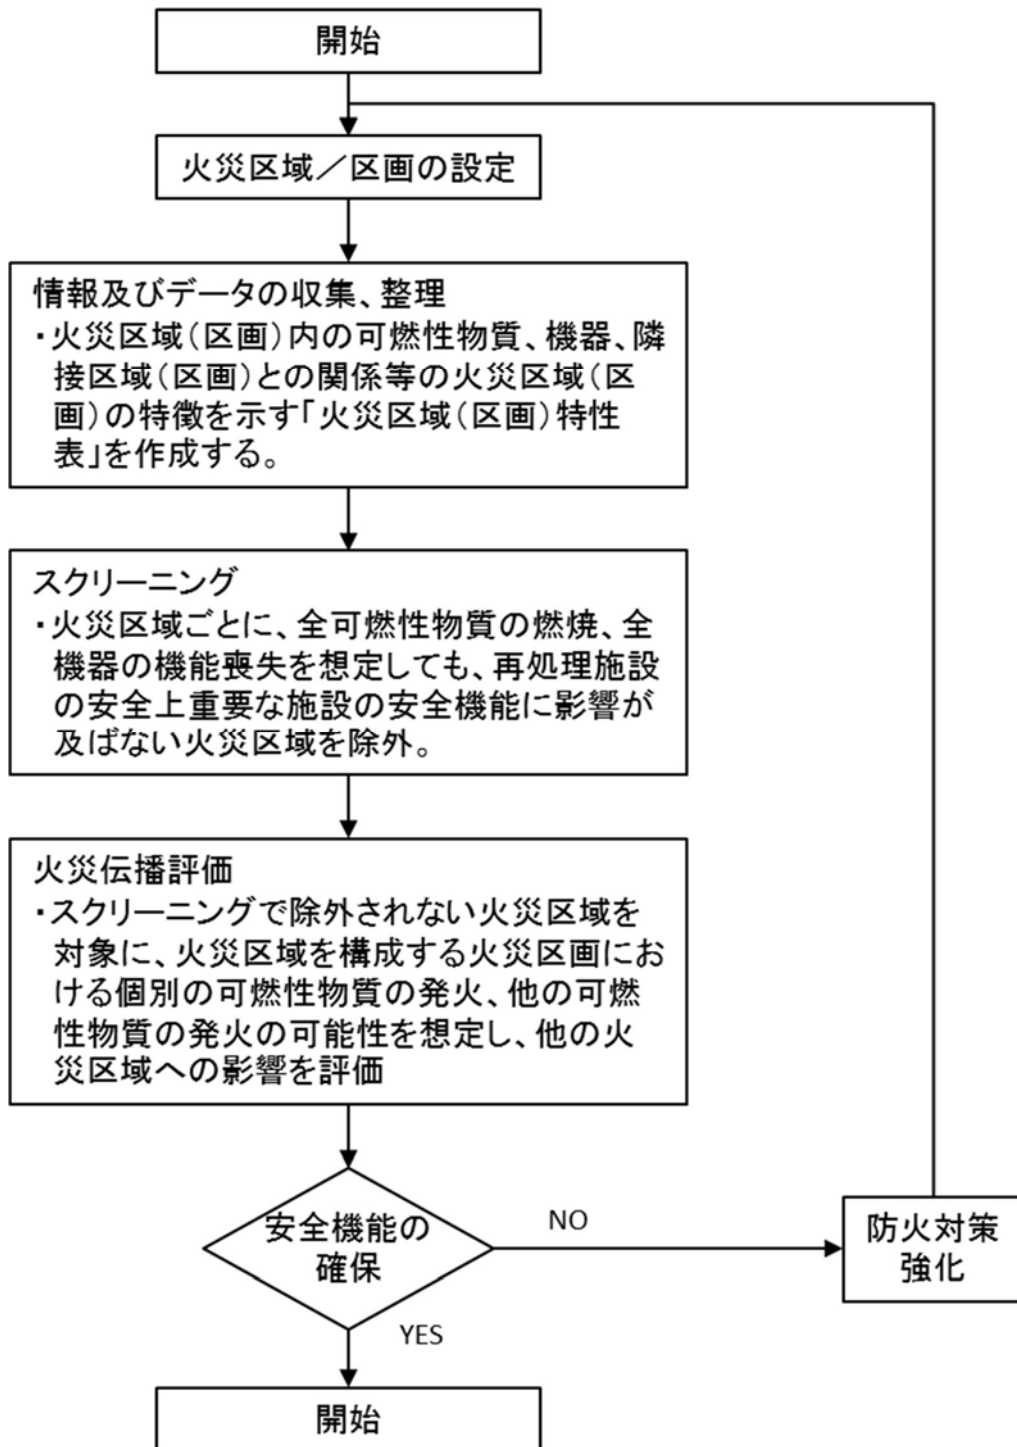 開始
火災区域／区画の設定
情報及びデータの収集、整理
・火災区域(区画)内の可燃性物質、機器、隣
接区域(区画)との関係等の火災区域(区
画)の特徴を示す「火災区域(区画)特性
表」を作成する。
スクリーニング
・火災区域ごとに、全可燃性物質の燃焼、全
機器の機能喪失を想定しても、再処理施設
の安全上重要な施設の安全機能に影響が
及ばない火災区域を除外。
火災伝播評価
・スクリーニングで除外されない火災区域を
対象に、火災区域を構成する火災区画にお
ける個別の可燃性物質の発火、他の可燃
性物質の発火の可能性を想定し、他の火
災区域への影響を評価
安全機能の
確保
NO
防火対策
強化
YES
開始